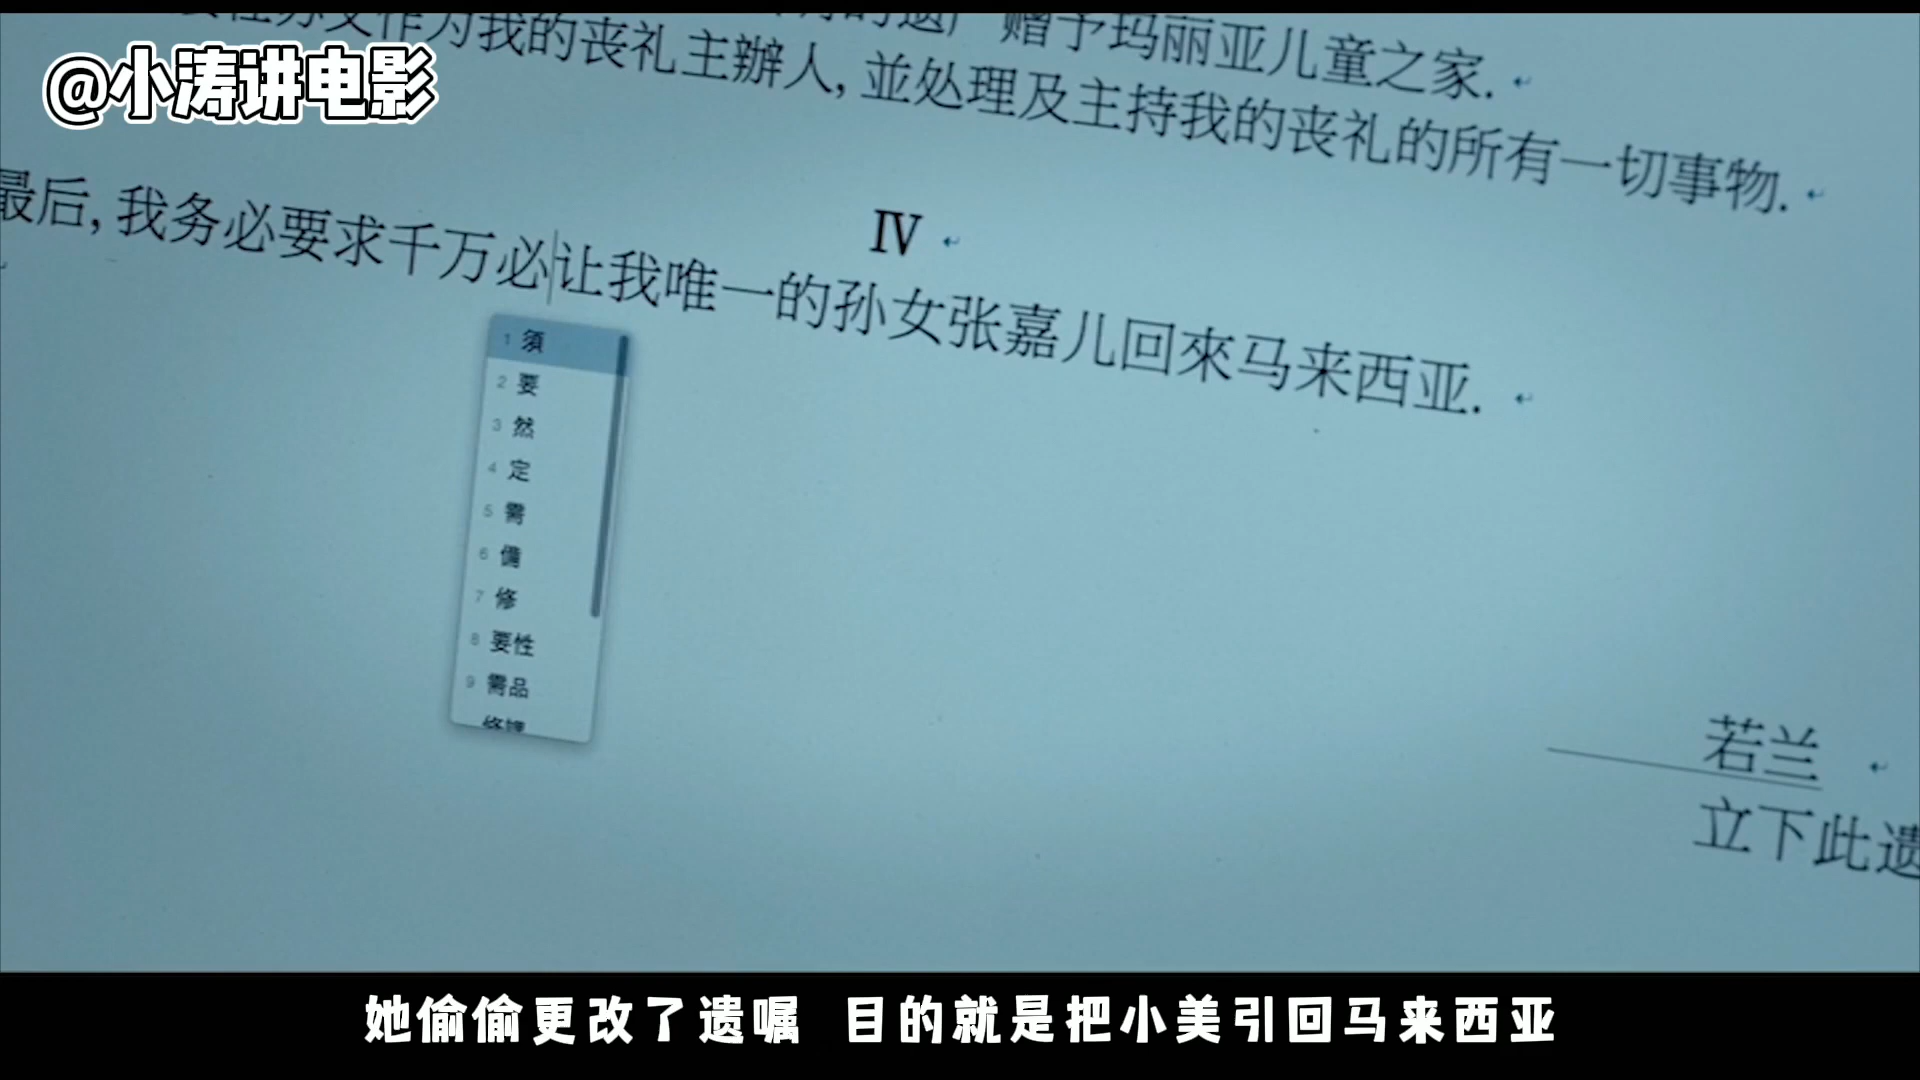 作为我的丧礼主辦人, 並处理及主持我的丧礼的所有一切事物.
赠予玛丽亚儿童之家.
@小涛讲电影
IV
最后, 我务必要求千万必让我唯一的孙女张嘉儿回來马来西亚.
1 須
2 要
3 然
4 定
5 需
6 備
7 修
8 要性
9 需品
若兰
立下此遗
她偷偷更改了遗嘱 目的就是把小美引回马来西亚